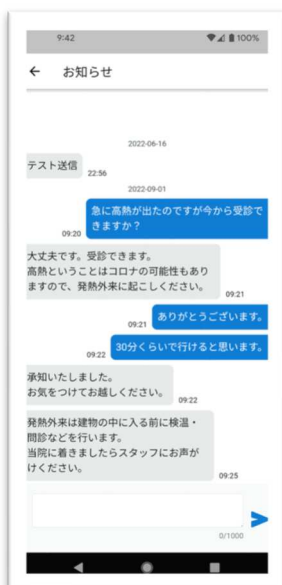 9:42
100%
← お知らせ
2022-06-16
テスト送信
22:56
2022-09-01
急に高熱が出たのですが今から受診で
きますか？
09:20
大丈夫です。受診できます。
高熱ということはコロナの可能性もあり
ますので、発熱外来に起こしください。
09:21
ありがとうございます。
09:21
30分くらいで行けると思います。
09:22
承知いたしました。
お気をつけてお越しください。
09:22
発熱外来は建物の中に入る前に検温・
問診などを行います。
当院に着きましたらスタッフにお声が
けください。
09:25
0/1000